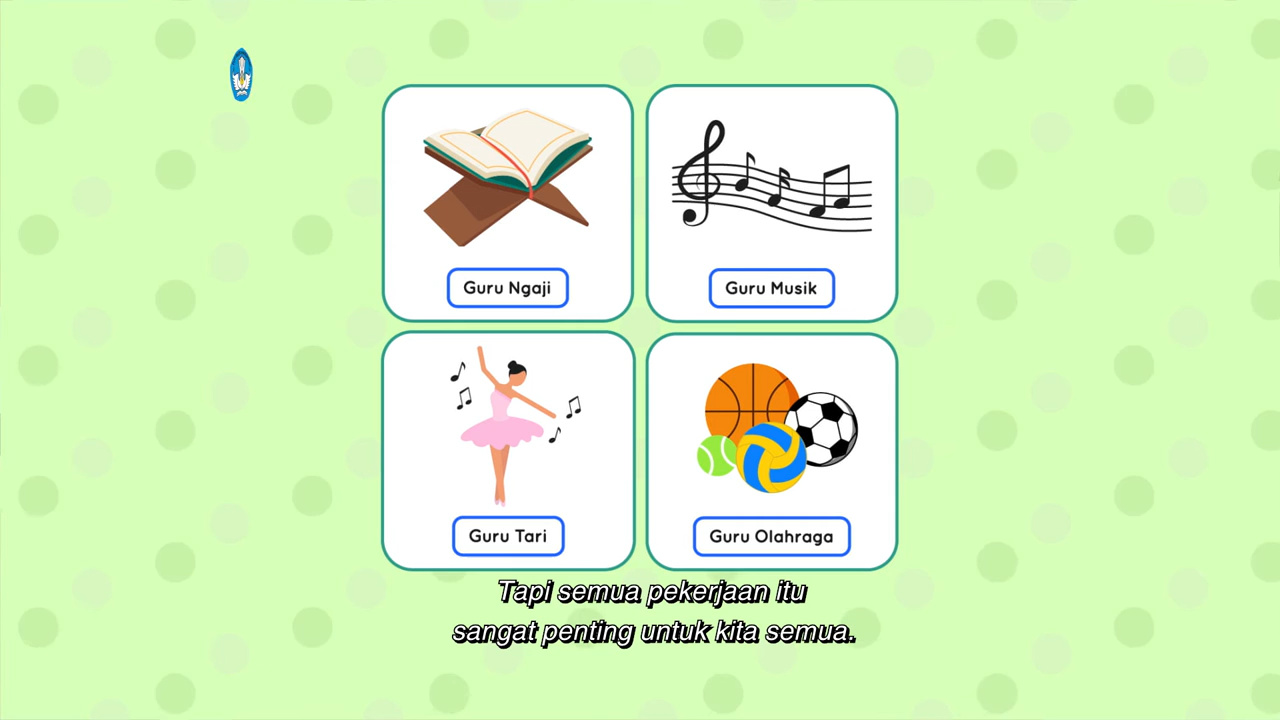 Guru Ngaji
Guru Musik
Guru Tari
Guru Olahraga
Tapi semua pekerjaan itu
sangat penting untuk kita semua.